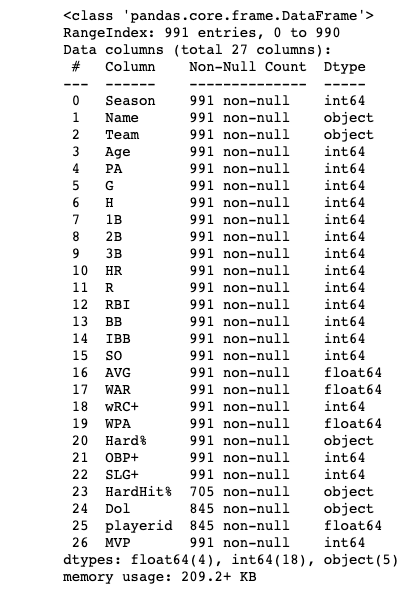 <class 'pandas.core.frame.DataFrame'>
RangeIndex: 991 entries, 0 to 990
Data columns (total 27 columns):
 #   Column    Non-Null Count  Dtype
---  ------    --------------  -----
 0   Season    991 non-null    int64
 1   Name      991 non-null    object
 2   Team      991 non-null    object
 3   Age       991 non-null    int64
 4   PA        991 non-null    int64
 5   G         991 non-null    int64
 6   H         991 non-null    int64
 7   1B        991 non-null    int64
 8   2B        991 non-null    int64
 9   3B        991 non-null    int64
 10  HR        991 non-null    int64
 11  R         991 non-null    int64
 12  RBI       991 non-null    int64
 13  BB        991 non-null    int64
 14  IBB       991 non-null    int64
 15  SO        991 non-null    int64
 16  AVG       991 non-null    float64
 17  WAR       991 non-null    float64
 18  wRC+      991 non-null    int64
 19  WPA       991 non-null    float64
 20  Hard%     991 non-null    object
 21  OBP+      991 non-null    int64
 22  SLG+      991 non-null    int64
 23  HardHit%  705 non-null    object
 24  Dol       845 non-null    object
 25  playerid  845 non-null    float64
 26  MVP       991 non-null    int64
dtypes: float64(4), int64(18), object(5)
memory usage: 209.2+ KB